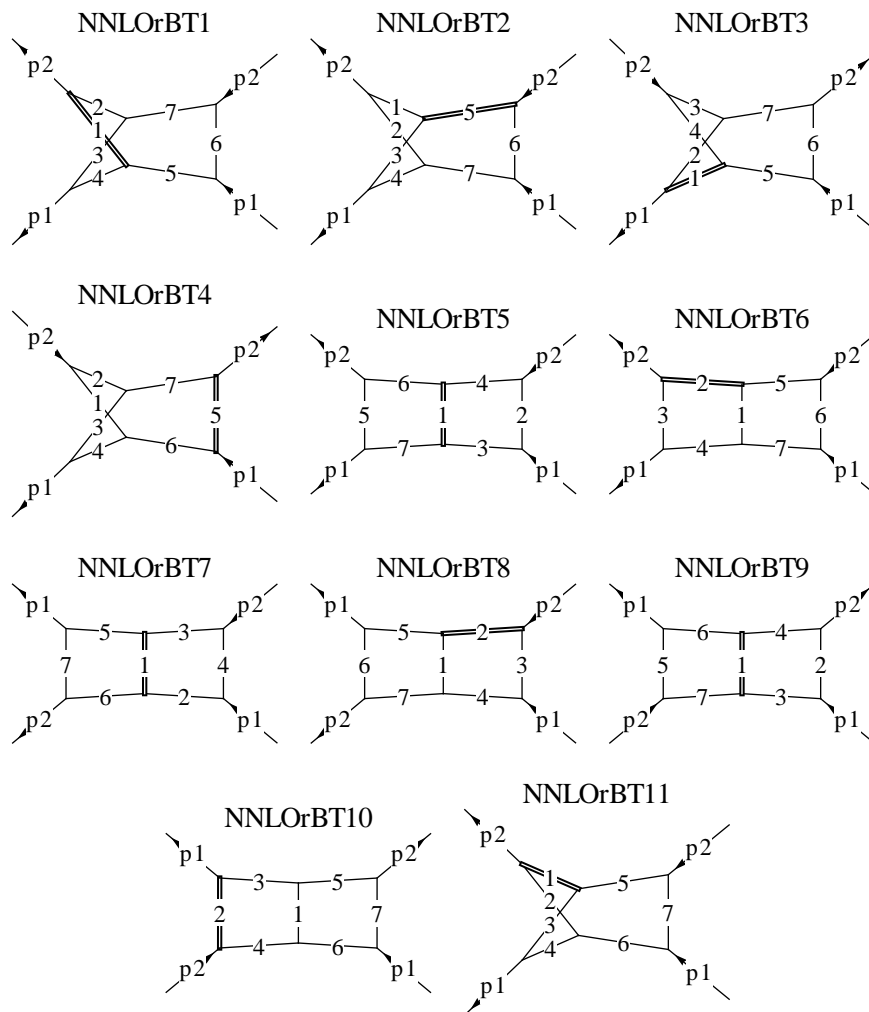 NNLOrBT1 NNLOrBT2 NNLOrBT3
p2 p2 p2 p2 p2 p2
2 7 1 5 3 7
1 2 4
3 6 3 6 2 6
4 5 4 7 1 5
p1 p1 p1 p1 p1 p1
NNLOrBT4 NNLOrBT5 NNLOrBT6
p2 p2 p2 p2 p2 p2
2 7 6 4 2 5
1 5 5 1 2 3 1 6
3
4 6 7 3 4 7
p1 p1 p1 p1 p1 p1
NNLOrBT7 NNLOrBT8 NNLOrBT9
p1 p2 p1 p2 p1 p2
5 3 5 2 6 4
7 1 4 6 1 3 5 1 2
6 2 7 4 7 3
p2 p1 p2 p1 p2 p1
NNLOrBT10 NNLOrBT11
p1 p2 p2 p2
3 5 1 5
2 1 7 2 7
3
4 6 4 6
p2 p1 p1 p1